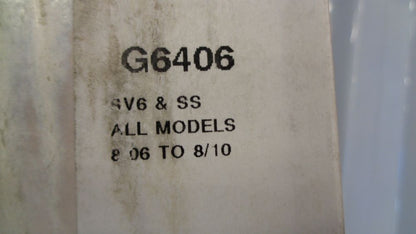 G6406
SV6 & SS
ALL MODELS
8/06 TO 8/10